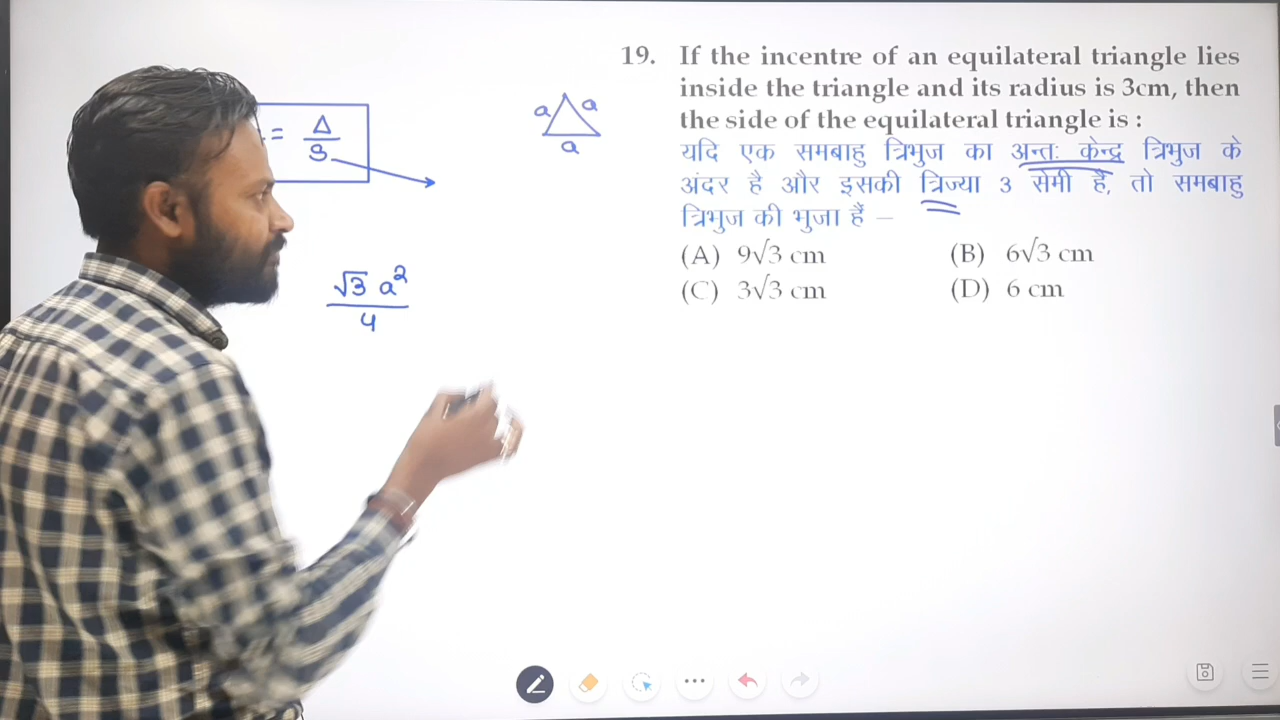 = Δ
S
a a
a
√3 a²
4
19. If the incentre of an equilateral triangle lies
inside the triangle and its radius is 3cm, then
the side of the equilateral triangle is :
यदि एक समबाहु त्रिभुज का अन्तः केन्द्र त्रिभुज के
अंदर है और इसकी त्रिज्या 3 सेमी है, तो समबाहु
त्रिभुज की भुजा हैं –
(A) 9√3 cm (B) 6√3 cm
(C) 3√3 cm (D) 6 cm